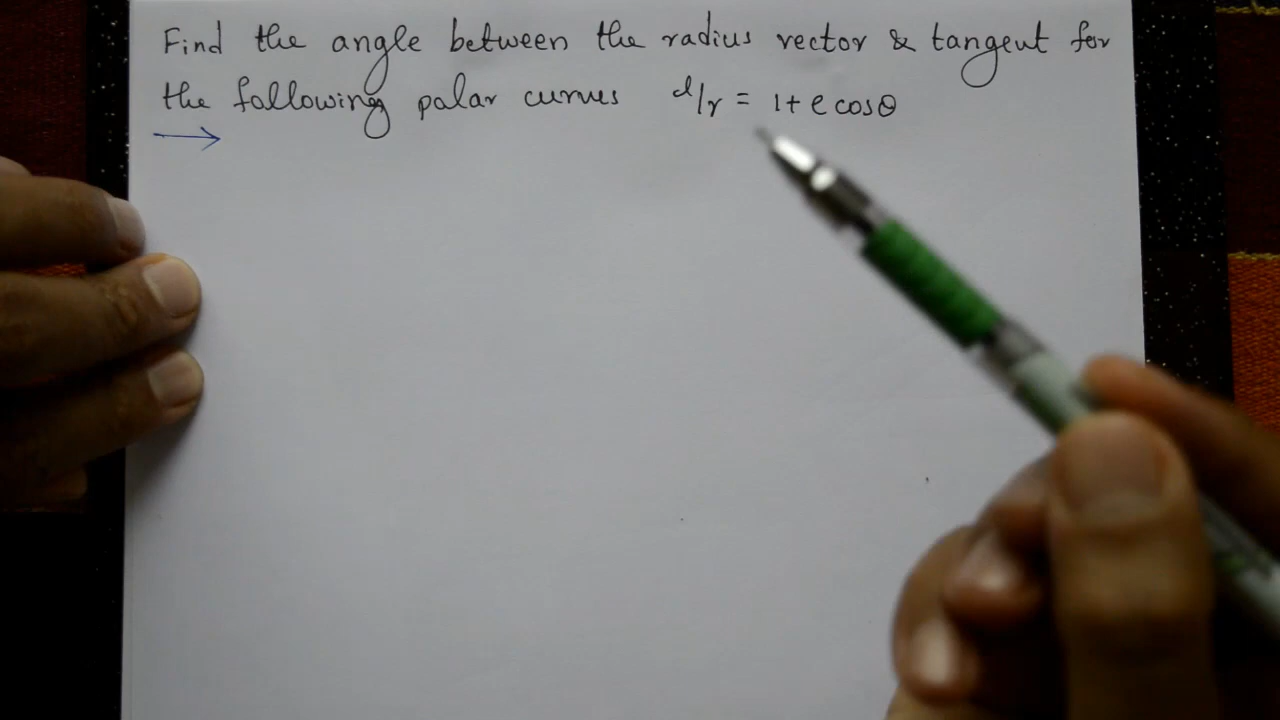 Find the angle between the radius vector & tangent for
the following polar curves l/r = 1 + e cosθ